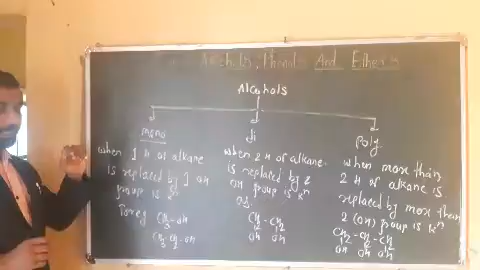 Alcohols, Phenols And Ethers
Alcohols
mono
when 1 H of alkane
is replaced by 1 OH
group is
CH3-OH
CH3 CH2-OH
di
when 2 H of alkane
is replaced by 2
OH group is
CH2-CH2
OH OH
Poly
when more than
2 H of alkane is
replaced by more than
2 (OH) group is
CH2-CH-CH2
OH OH OH